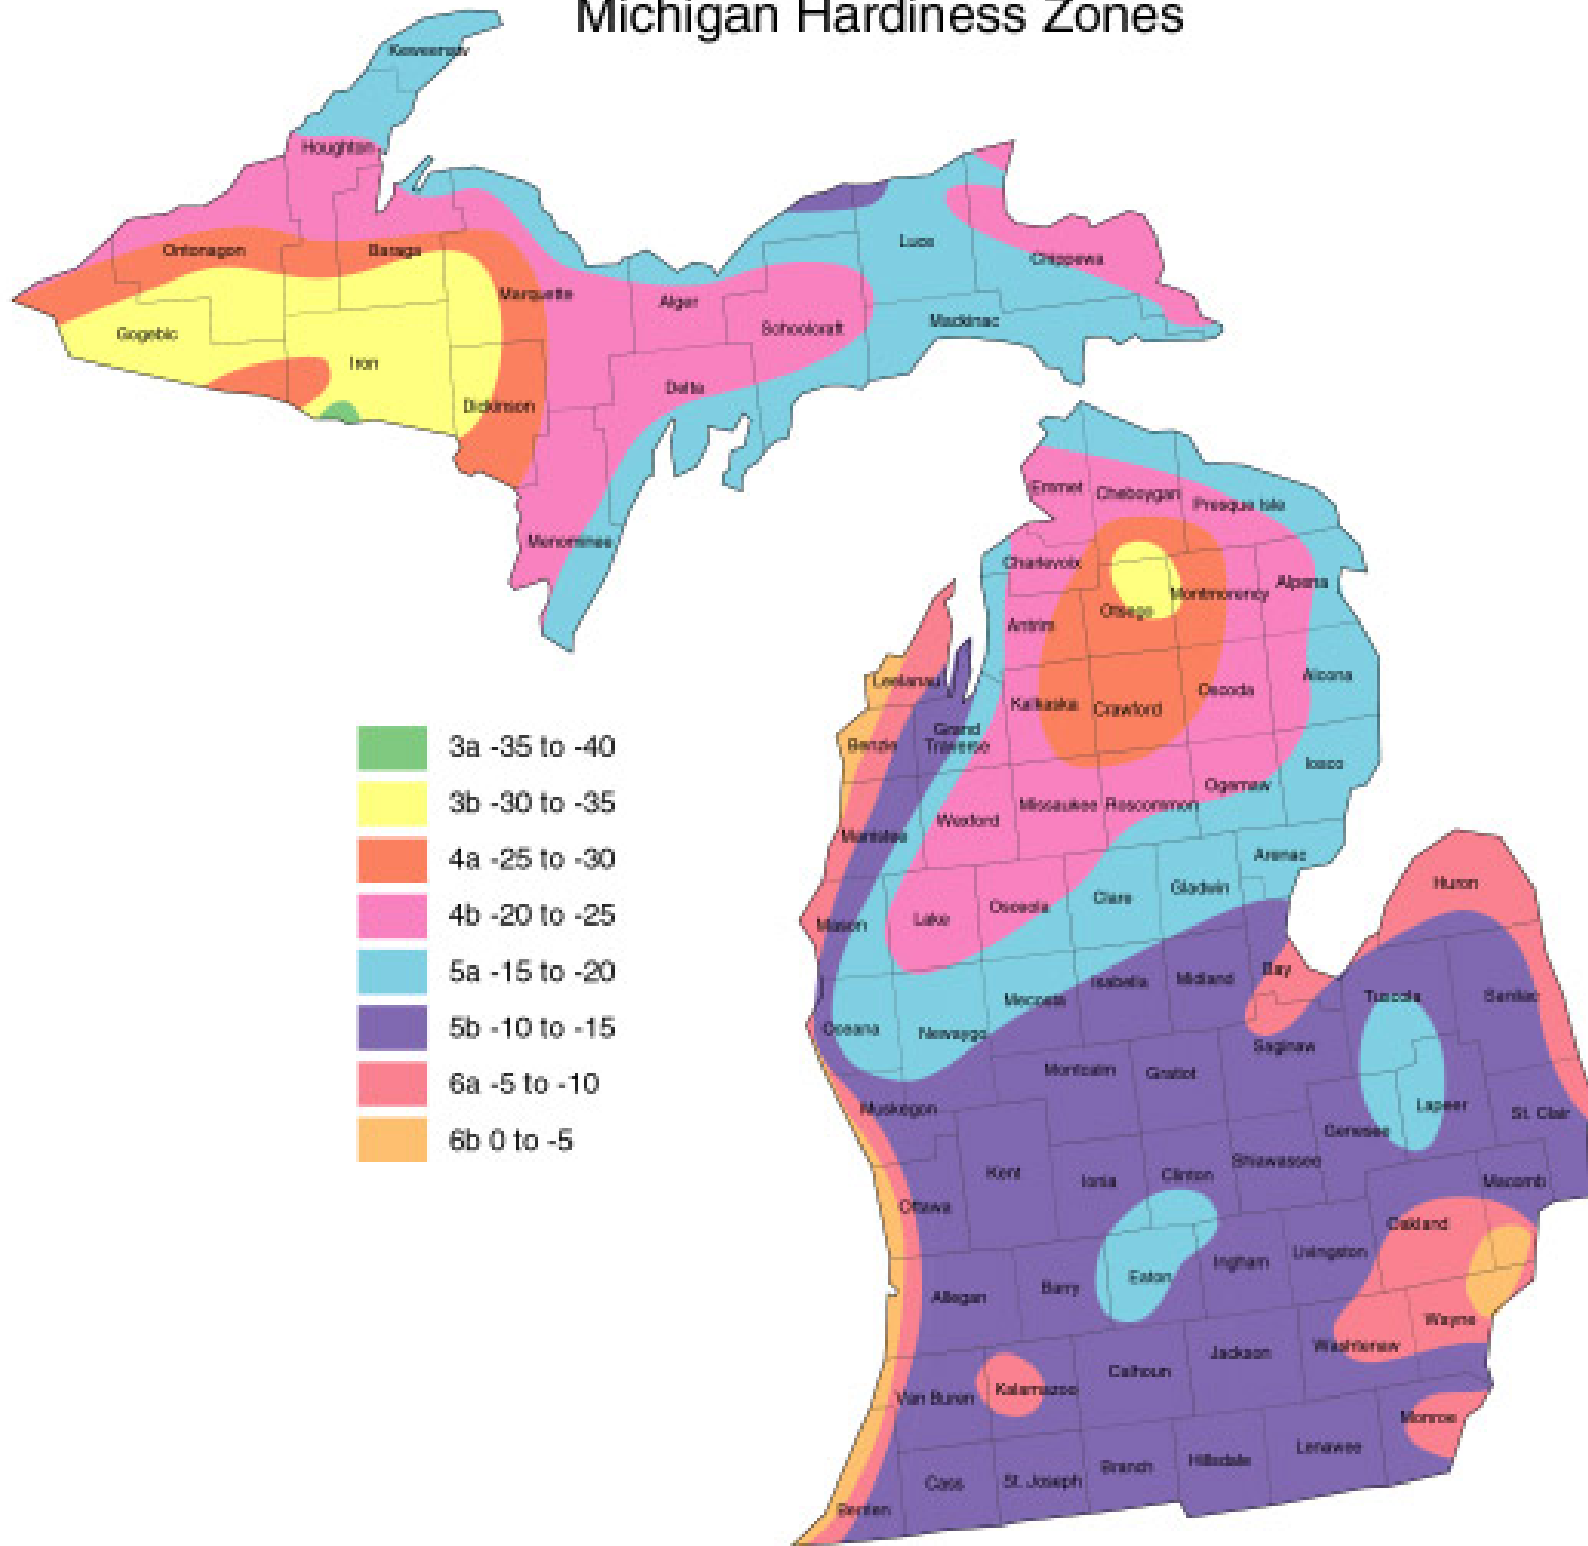 Michigan Hardiness Zones
Keweenaw
Houghton
Ontonagon
Baraga
Luce
Chippewa
Marquette
Alger
Schoolcraft
Mackinac
Gogebic
Iron
Delta
Dickinson
Menominee
Emmet
Cheboygan
Presque Isle
Charlevoix
Alpena
Montmorency
Otsego
Antrim
Leelanau
Alcona
Kalkaska
Crawford
Oscoda
Grand
Traverse
Benzie
Iosco
Ogemaw
Missaukee
Roscommon
Wexford
Manistee
Arenac
Gladwin
Clare
Osceola
Lake
Mason
Huron
Bay
Midland
Isabella
Mecosta
Tuscola
Sanilac
Oceana
Newaygo
Saginaw
Montcalm
Gratiot
Muskegon
Lapeer
St. Clair
Genesee
Shiawassee
Clinton
Ionia
Kent
Ottawa
Macomb
Oakland
Livingston
Ingham
Eaton
Barry
Allegan
Wayne
Washtenaw
Jackson
Calhoun
Kalamazoo
Van Buren
Monroe
Lenawee
Hillsdale
Branch
St. Joseph
Cass
Berrien
3a -35 to -40
3b -30 to -35
4a -25 to -30
4b -20 to -25
5a -15 to -20
5b -10 to -15
6a -5 to -10
6b 0 to -5